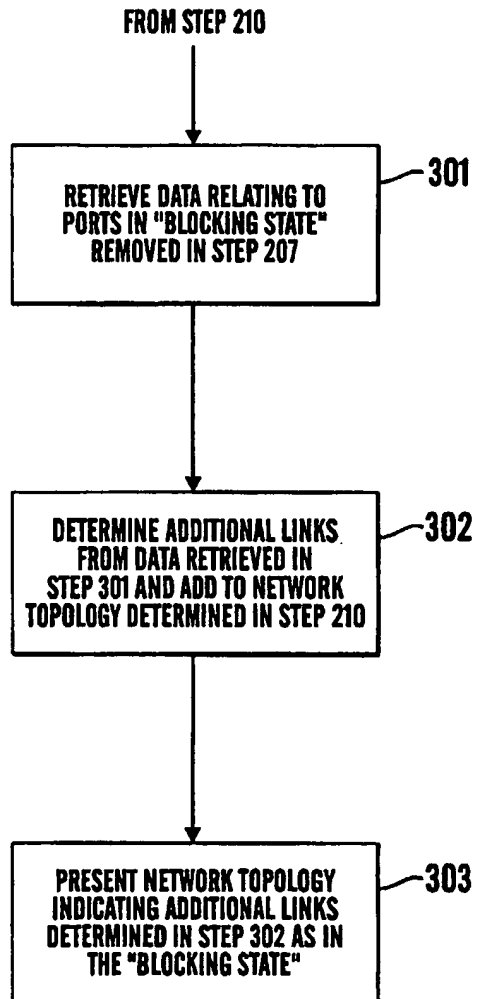 FROM STEP 210
301
RETRIEVE DATA RELATING TO
PORTS IN "BLOCKING STATE"
REMOVED IN STEP 207
302
DETERMINE ADDITIONAL LINKS
FROM DATA RETRIEVED IN
STEP 301 AND ADD TO NETWORK
TOPOLOGY DETERMINED IN STEP 210
303
PRESENT NETWORK TOPOLOGY
INDICATING ADDITIONAL LINKS
DETERMINED IN STEP 302 AS IN
THE "BLOCKING STATE"